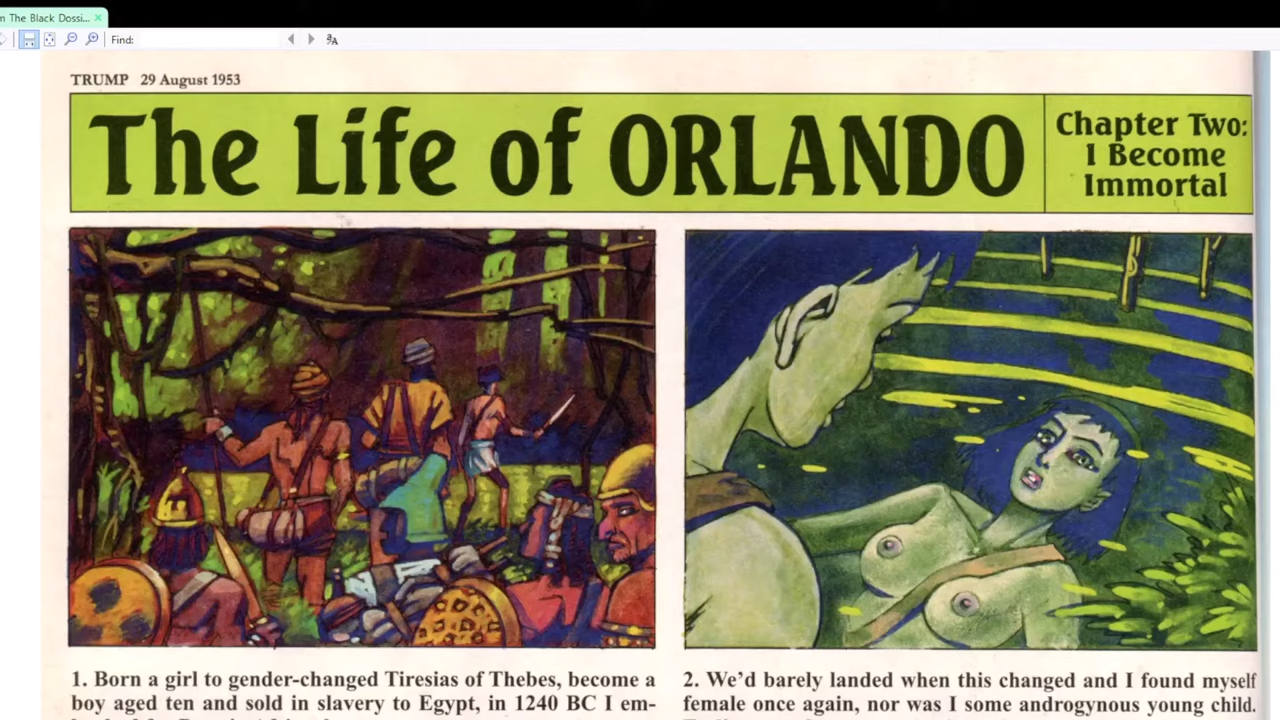 m The Black Dossi...
Find:
TRUMP 29 August 1953
The Life of ORLANDO
Chapter Two:
I Become
Immortal
1. Born a girl to gender-changed Tiresias of Thebes, become a
boy aged ten and sold in slavery to Egypt, in 1240 BC I em-
2. We'd barely landed when this changed and I found myself
female once again, nor was I some androgynous young child.